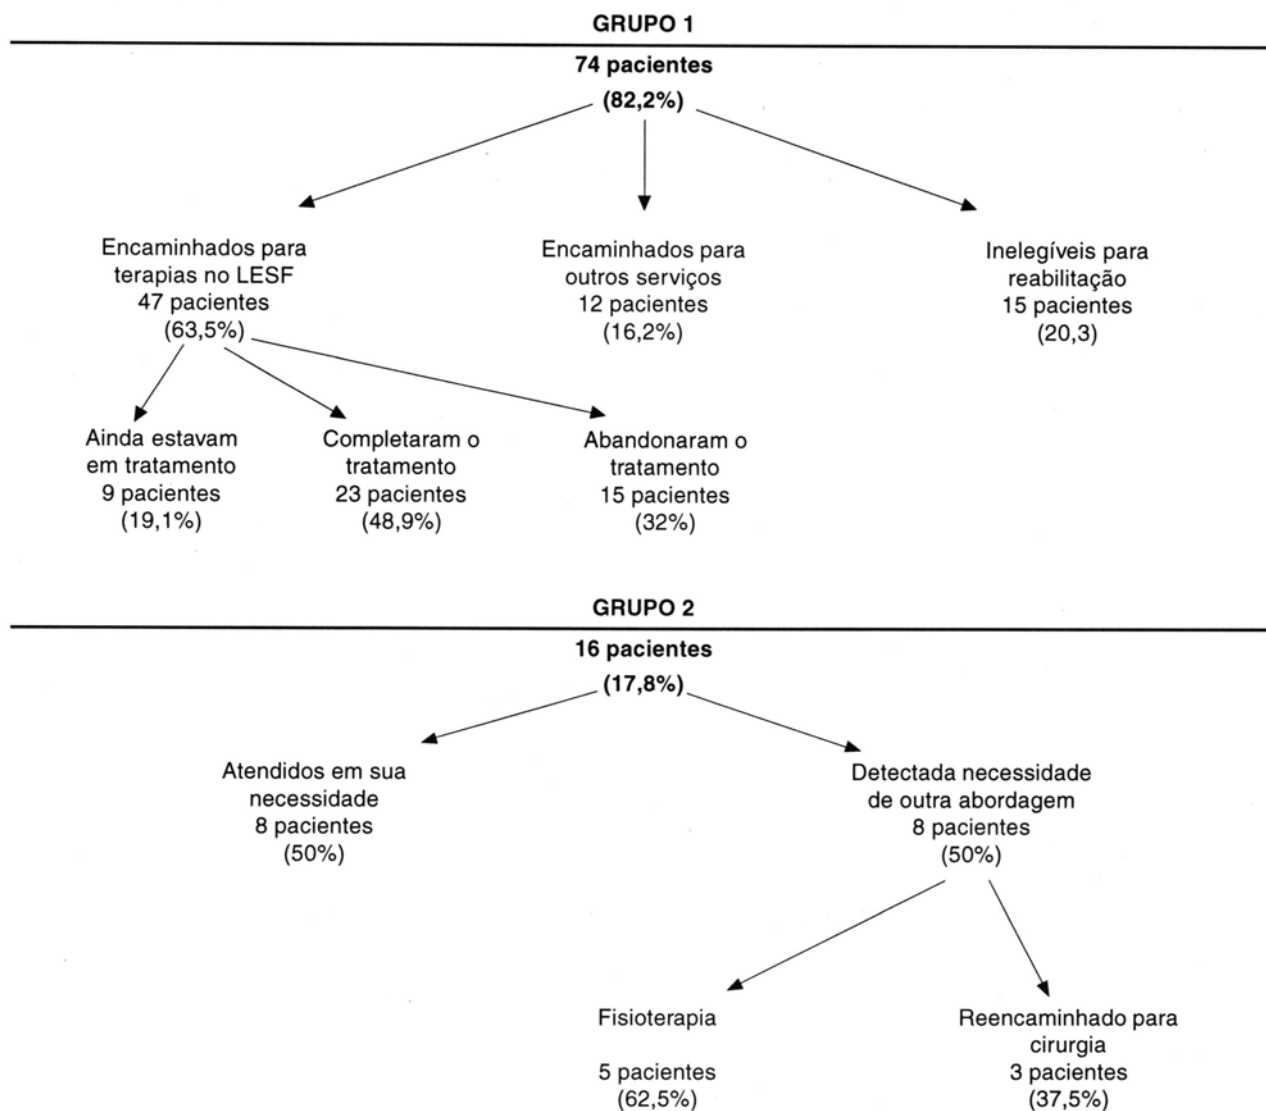 GRUPO 1
74 pacientes
(82,2%)
Encaminhados para
terapias no LESF
47 pacientes
(63,5%)
Encaminhados para
outros serviços
12 pacientes
(16,2%)
Inelegíveis para
reabilitação
15 pacientes
(20,3)
Ainda estavam
em tratamento
9 pacientes
(19,1%)
Completaram o
tratamento
23 pacientes
(48,9%)
Abandonaram o
tratamento
15 pacientes
(32%)
GRUPO 2
16 pacientes
(17,8%)
Atendidos em sua
necessidade
8 pacientes
(50%)
Detectada necessidade
de outra abordagem
8 pacientes
(50%)
Fisioterapia
5 pacientes
(62,5%)
Reencaminhado para
cirurgia
3 pacientes
(37,5%)